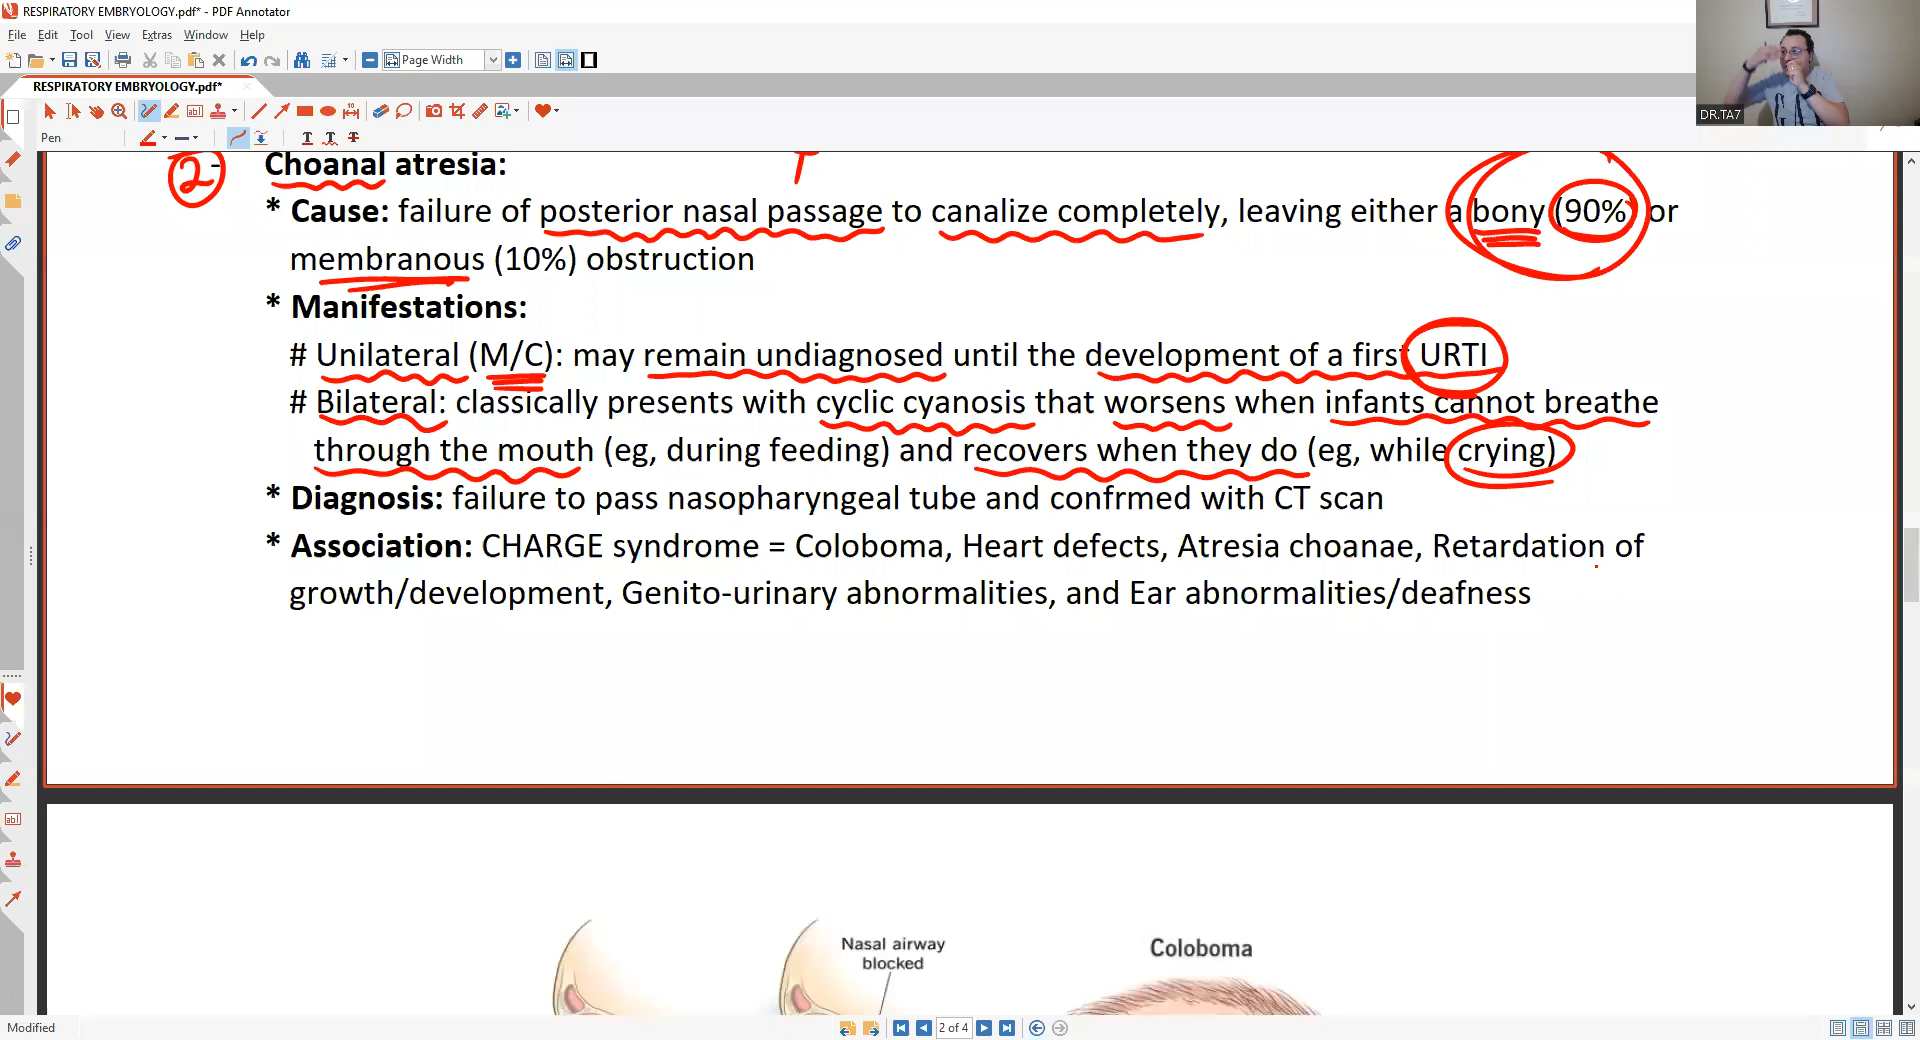 RESPIRATORY EMBRYOLOGY.pdf* - PDF Annotator
File Edit Tool View Extras Window Help
Page Width
RESPIRATORY EMBRYOLOGY.pdf*
Pen
DR.TA7
2- Choanal atresia:
* Cause: failure of posterior nasal passage to canalize completely, leaving either a bony (90%) or
membranous (10%) obstruction
* Manifestations:
# Unilateral (M/C): may remain undiagnosed until the development of a first URTI
# Bilateral: classically presents with cyclic cyanosis that worsens when infants cannot breathe
through the mouth (eg, during feeding) and recovers when they do (eg, while crying)
* Diagnosis: failure to pass nasopharyngeal tube and confrmed with CT scan
* Association: CHARGE syndrome = Coloboma, Heart defects, Atresia choanae, Retardation of
growth/development, Genito-urinary abnormalities, and Ear abnormalities/deafness
Nasal airway
blocked
Coloboma
Modified
2 of 4